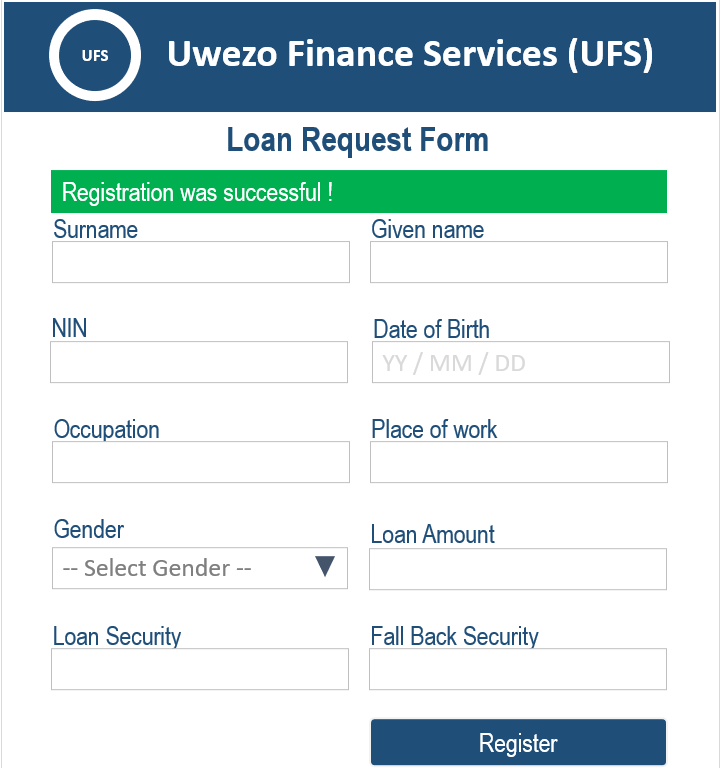 UFS
Uwezo Finance Services (UFS)
Loan Request Form
Registration was successful !
Surname
Given name
NIN
Date of Birth
YY / MM / DD
Occupation
Place of work
Gender
Loan Amount
-- Select Gender --
Loan Security
Fall Back Security
Register